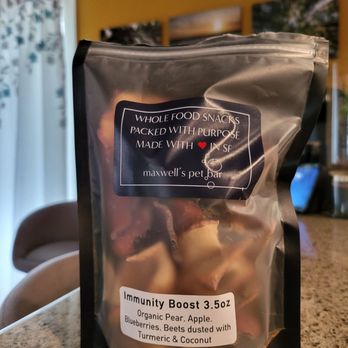 WHOLE FOOD SNACKS
PACKED WITH PURPOSE
MADE WITH ❤ IN SF
maxwell's pet bar
Immunity Boost 3.5oz
Organic Pear, Apple,
Blueberries, Beets dusted with
Turmeric & Coconut